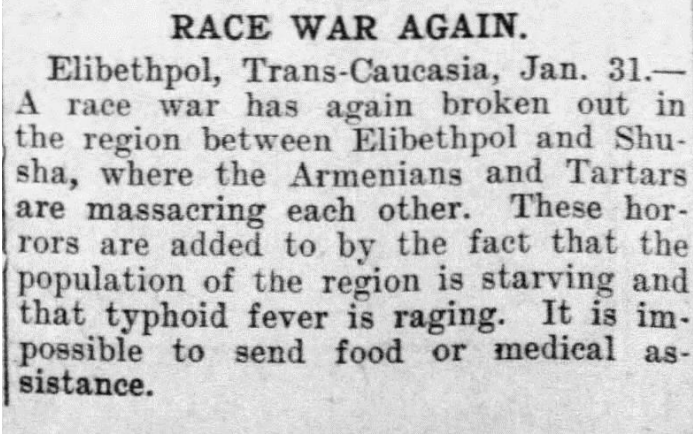 RACE WAR AGAIN.
Elibethpol, Trans-Caucasia, Jan. 31.—
A race war has again broken out in
the region between Elibethpol and Shu-
sha, where the Armenians and Tartars
are massacring each other. These hor-
rors are added to by the fact that the
population of the region is starving and
that typhoid fever is raging. It is im-
possible to send food or medical as-
sistance.